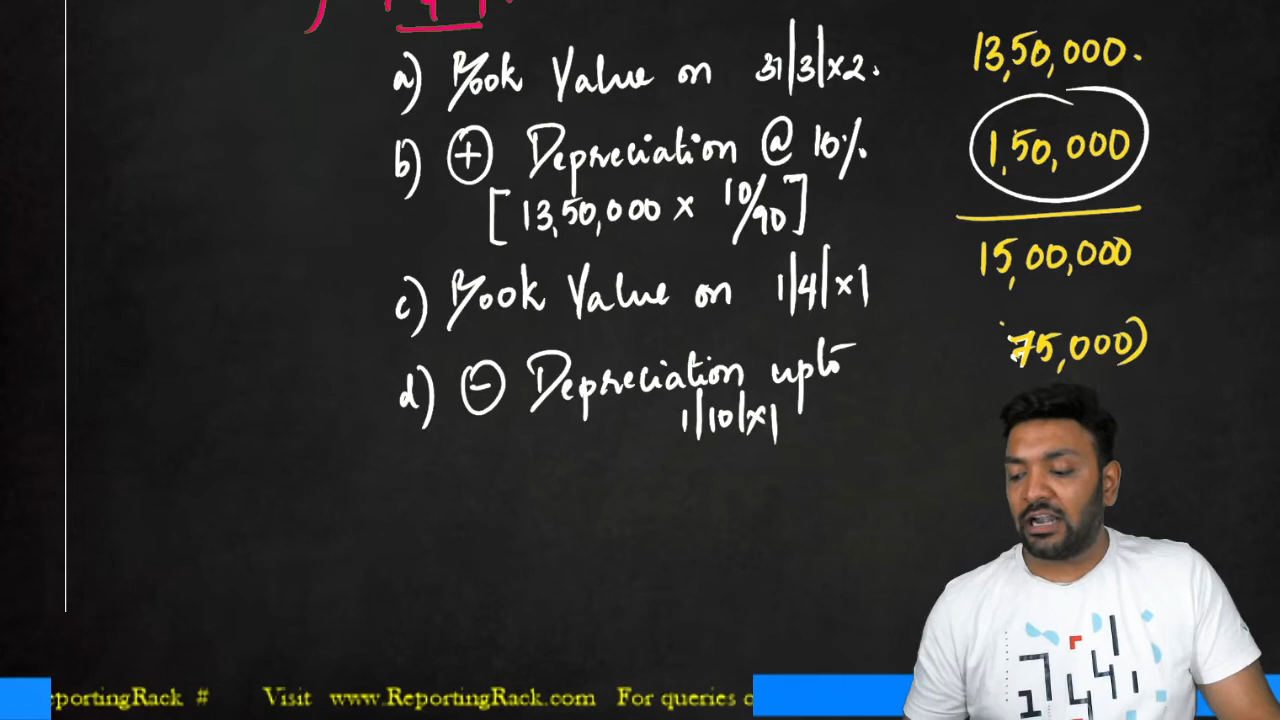 a) Book Value on 31|3|x2. 13,50,000.
b) (+) Depreciation @ 10% 1,50,000
[13,50,000 x 10/90]
15,00,000
c) Book Value on 1|4|x1
75,000)
d) (-) Depreciation upto
1|10|x1
eportingRack # Visit www.ReportingRack.com For queries c